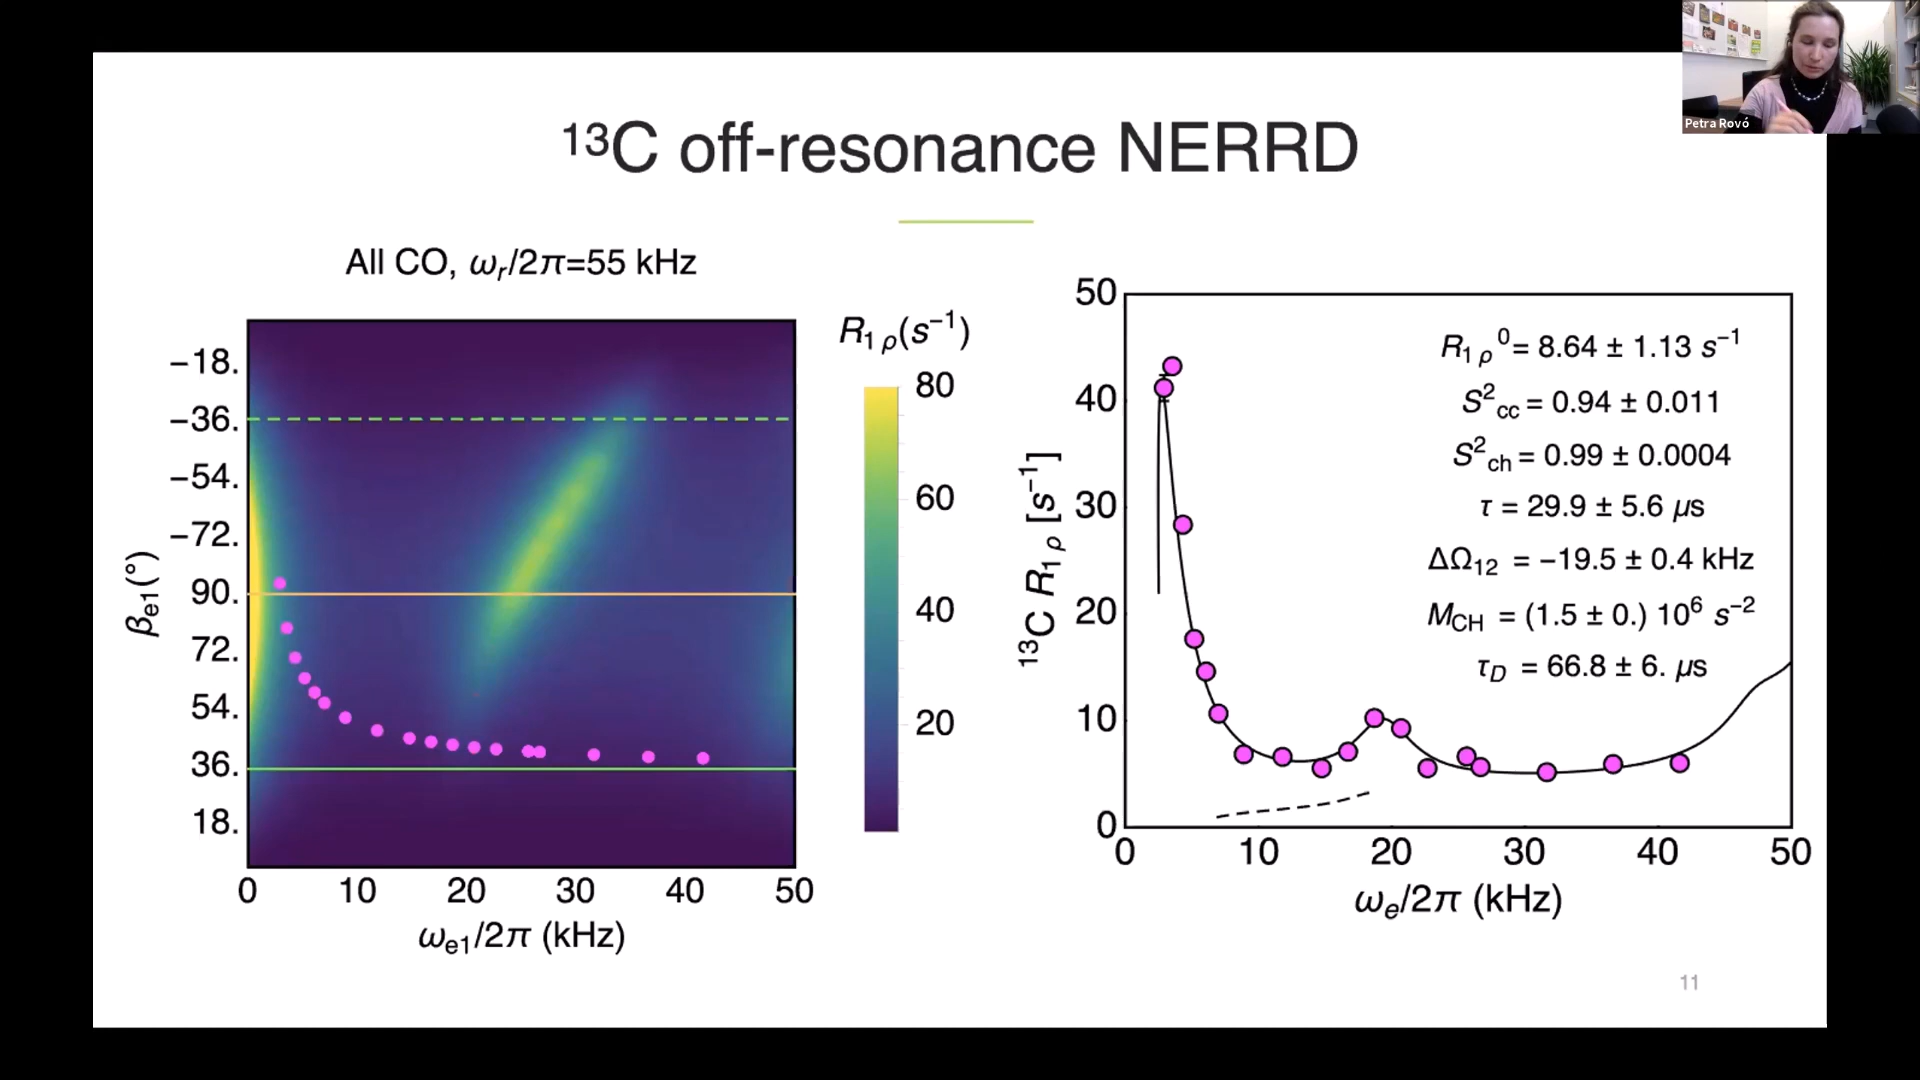 Petra Rovó
¹³C off-resonance NERRD
All CO, ωᵣ/2π=55 kHz
R₁ρ(s⁻¹)
80
60
40
20
−18.
−36.
−54.
−72.
90.
72.
54.
36.
18.
βe1(°)
0 10 20 30 40 50
ωe1/2π (kHz)
50
40
30
20
10
0
¹³C R₁ρ [s⁻¹]
R₁ρ⁰= 8.64 ± 1.13 s⁻¹
S²cc = 0.94 ± 0.011
S²ch = 0.99 ± 0.0004
τ = 29.9 ± 5.6 μs
ΔΩ₁₂ = −19.5 ± 0.4 kHz
MCH = (1.5 ± 0.) 10⁶ s⁻²
τD = 66.8 ± 6. μs
0 10 20 30 40 50
ωe/2π (kHz)
11